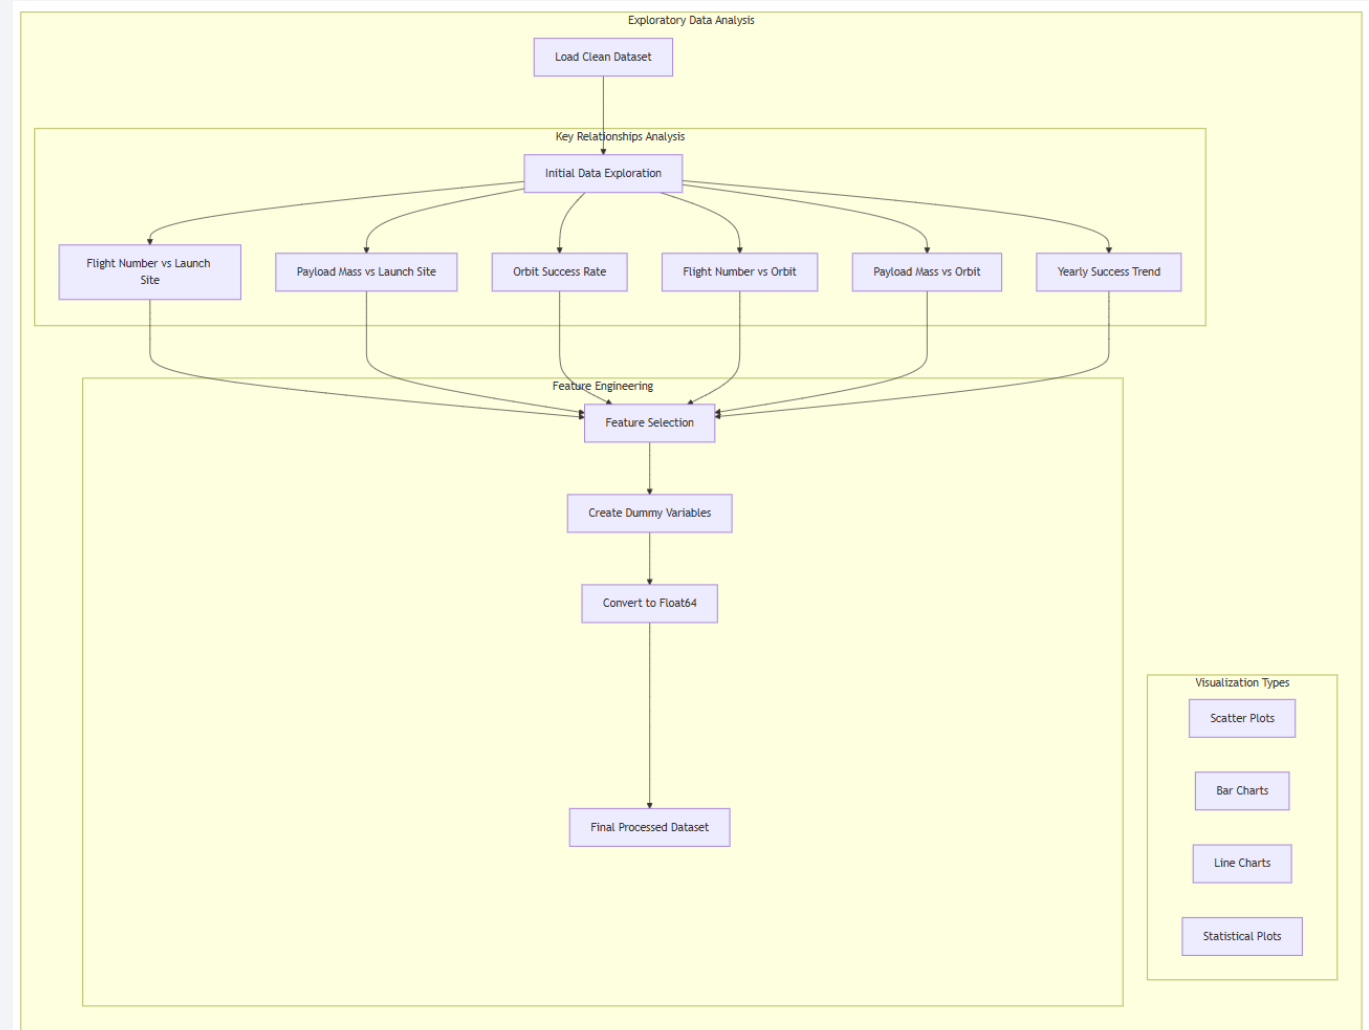 Exploratory Data Analysis
Load Clean Dataset
Key Relationships Analysis
Initial Data Exploration
Flight Number vs Launch
Site
Payload Mass vs Launch Site
Orbit Success Rate
Flight Number vs Orbit
Payload Mass vs Orbit
Yearly Success Trend
Feature Engineering
Feature Selection
Create Dummy Variables
Convert to Float64
Final Processed Dataset
Visualization Types
Scatter Plots
Bar Charts
Line Charts
Statistical Plots